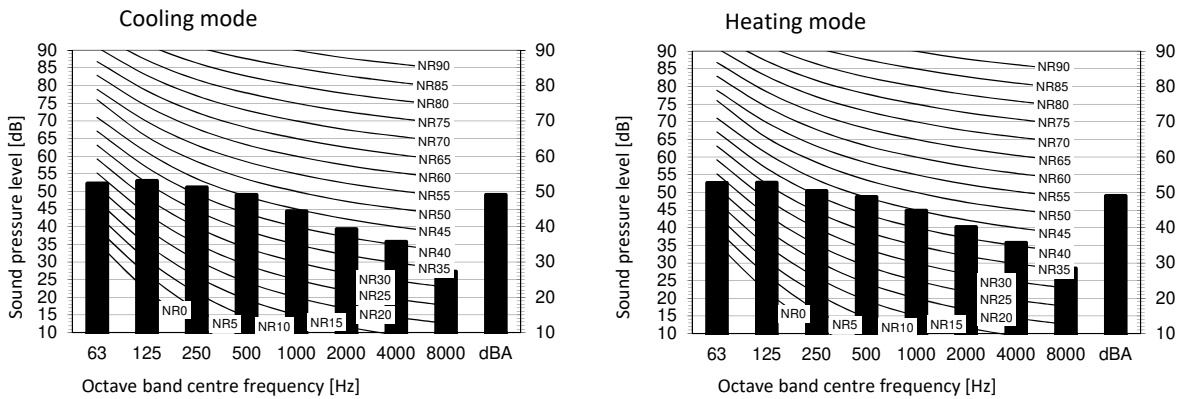 Cooling mode
90
85
80
75
70
65
60
55
50
45
40
35
30
25
20
15
10
Sound pressure level [dB]
NR90
NR85
NR80
NR75
NR70
NR65
NR60
NR55
NR50
NR45
NR40
NR35
NR30
NR25
NR20
NR15
NR10
NR5
NR0
90
80
70
60
50
40
30
20
10
63 125 250 500 1000 2000 4000 8000 dBA
Octave band centre frequency [Hz]
Heating mode
90
85
80
75
70
65
60
55
50
45
40
35
30
25
20
15
10
Sound pressure level [dB]
NR90
NR85
NR80
NR75
NR70
NR65
NR60
NR55
NR50
NR45
NR40
NR35
NR30
NR25
NR20
NR15
NR10
NR5
NR0
90
80
70
60
50
40
30
20
10
63 125 250 500 1000 2000 4000 8000 dBA
Octave band centre frequency [Hz]